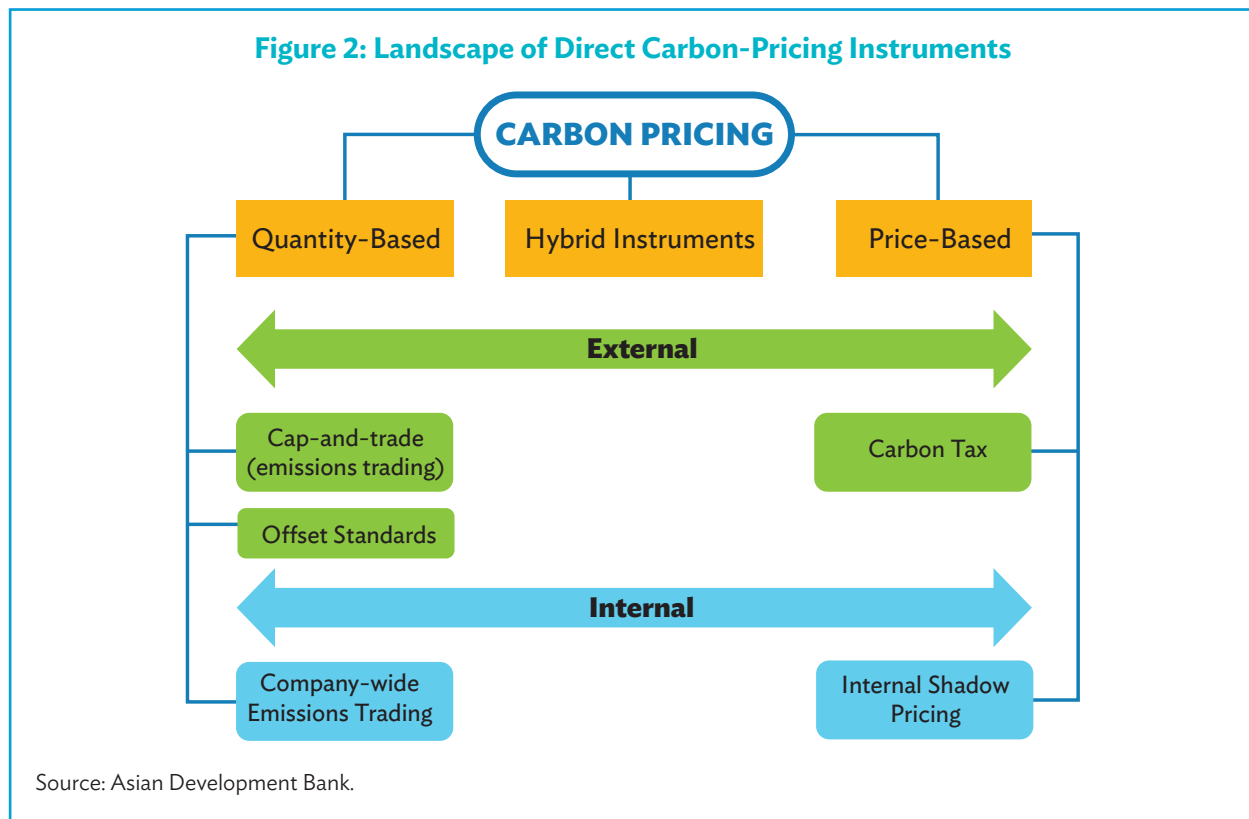 Figure 2: Landscape of Direct Carbon-Pricing Instruments
CARBON PRICING
Quantity-Based
Hybrid Instruments
Price-Based
External
Cap-and-trade
(emissions trading)
Carbon Tax
Offset Standards
Internal
Company-wide
Emissions Trading
Internal Shadow
Pricing
Source: Asian Development Bank.